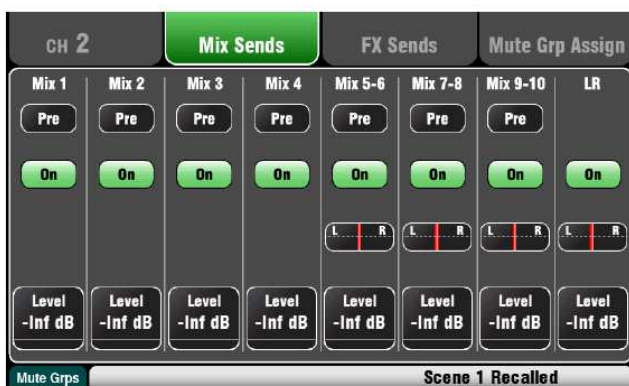 CH 2 Mix Sends FX Sends Mute Grp Assign
Mix 1 Mix 2 Mix 3 Mix 4 Mix 5-6 Mix 7-8 Mix 9-10 LR
Pre Pre Pre Pre Pre Pre Pre
On On On On On On On On
L R L R L R L R
Level Level Level Level Level Level Level Level
-Inf dB -Inf dB -Inf dB -Inf dB -Inf dB -Inf dB -Inf dB -Inf dB
Mute Grps Scene 1 Recalled